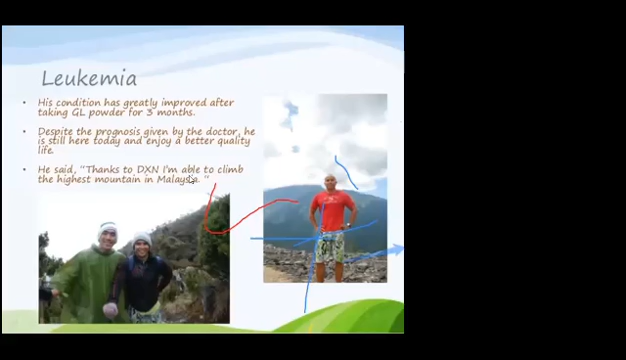 Leukemia
• His condition has greatly improved after
taking GL powder for 3 months.
• Despite the prognosis given by the doctor, he
is still here today and enjoy a better quality
life.
• He said, "Thanks to DXN I'm able to climb
the highest mountain in Malaysia. "